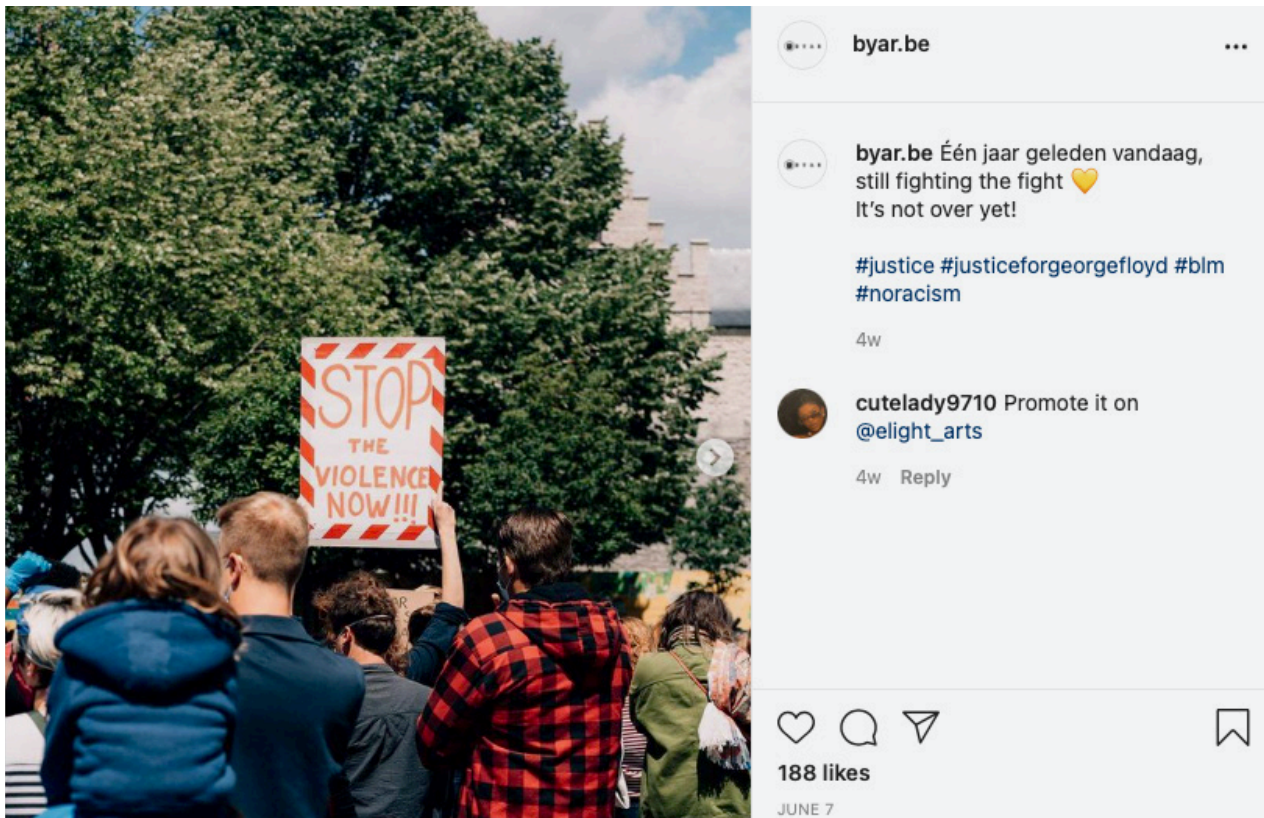 STOP
THE
VIOLENCE
NOW!!!
byar.be
byar.be Één jaar geleden vandaag,
still fighting the fight 💛
It's not over yet!
#justice #justiceforgeorgefloyd #blm
#noracism
4w
cutelady9710 Promote it on
@elight_arts
4w Reply
188 likes
JUNE 7